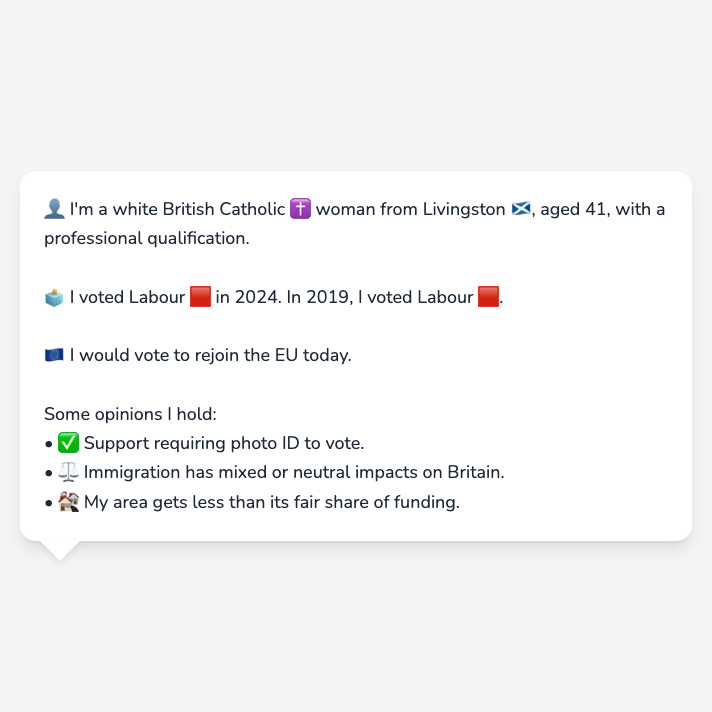 👤 I'm a white British Catholic ✝️ woman from Livingston 🏴󠁧󠁢󠁳󠁣󠁴󠁿, aged 41, with a
professional qualification.
🗳️ I voted Labour 🟥 in 2024. In 2019, I voted Labour 🟥.
🇪🇺 I would vote to rejoin the EU today.
Some opinions I hold:
• ✅ Support requiring photo ID to vote.
• ⚖️ Immigration has mixed or neutral impacts on Britain.
• 🏘️ My area gets less than its fair share of funding.